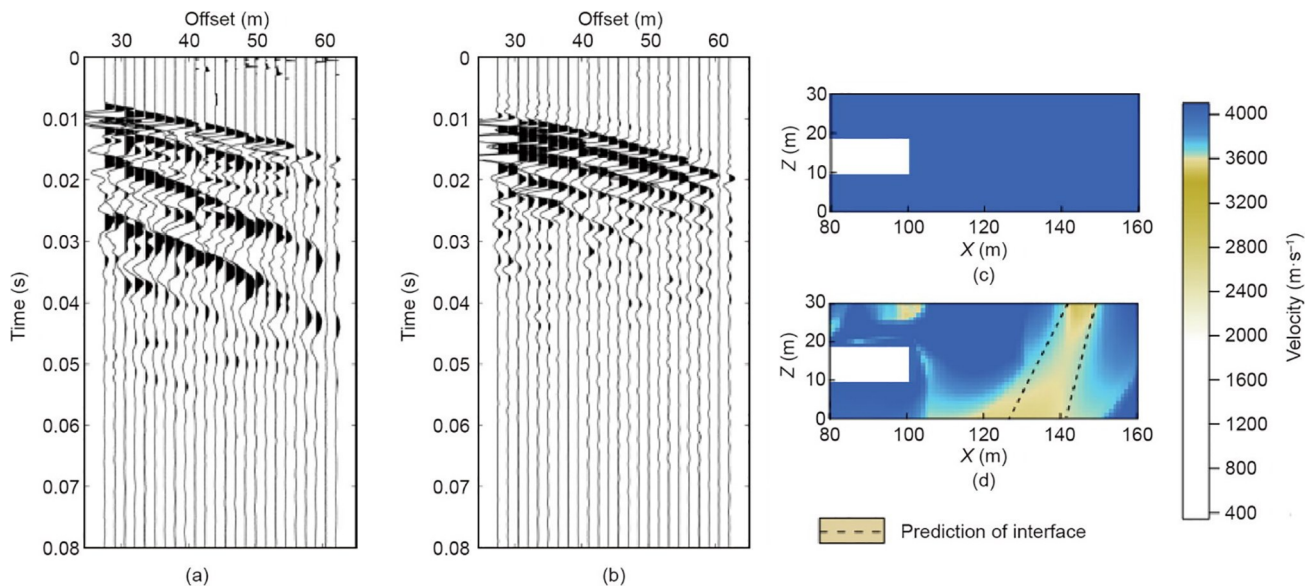 Offset (m)
30 40 50 60
0
0.01
0.02
0.03
0.04
0.05
0.06
0.07
0.08
Time (s)
(a)
Offset (m)
30 40 50 60
0
0.01
0.02
0.03
0.04
0.05
0.06
0.07
0.08
Time (s)
(b)
30
20
10
0
Z (m)
80 100 120 140 160
X (m)
(c)
30
20
10
0
Z (m)
80 100 120 140 160
X (m)
(d)
Prediction of interface
4000
3600
3200
2800
2400
2000
1600
1200
800
400
Velocity (m·s⁻¹)